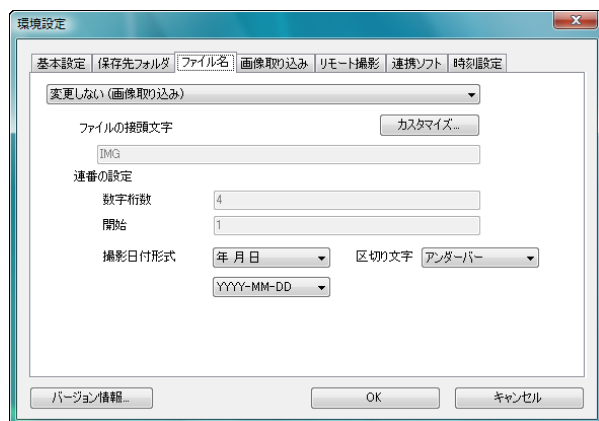 環境設定
基本設定 保存先フォルダ ファイル名 画像取り込み リモート撮影 連携ソフト 時刻設定
変更しない (画像取り込み)
ファイルの接頭文字 カスタマイズ...
IMG
連番の設定
数字桁数 4
開始 1
撮影日付形式 年 月 日 区切り文字 アンダーバー
YYYY-MM-DD
バージョン情報... OK キャンセル